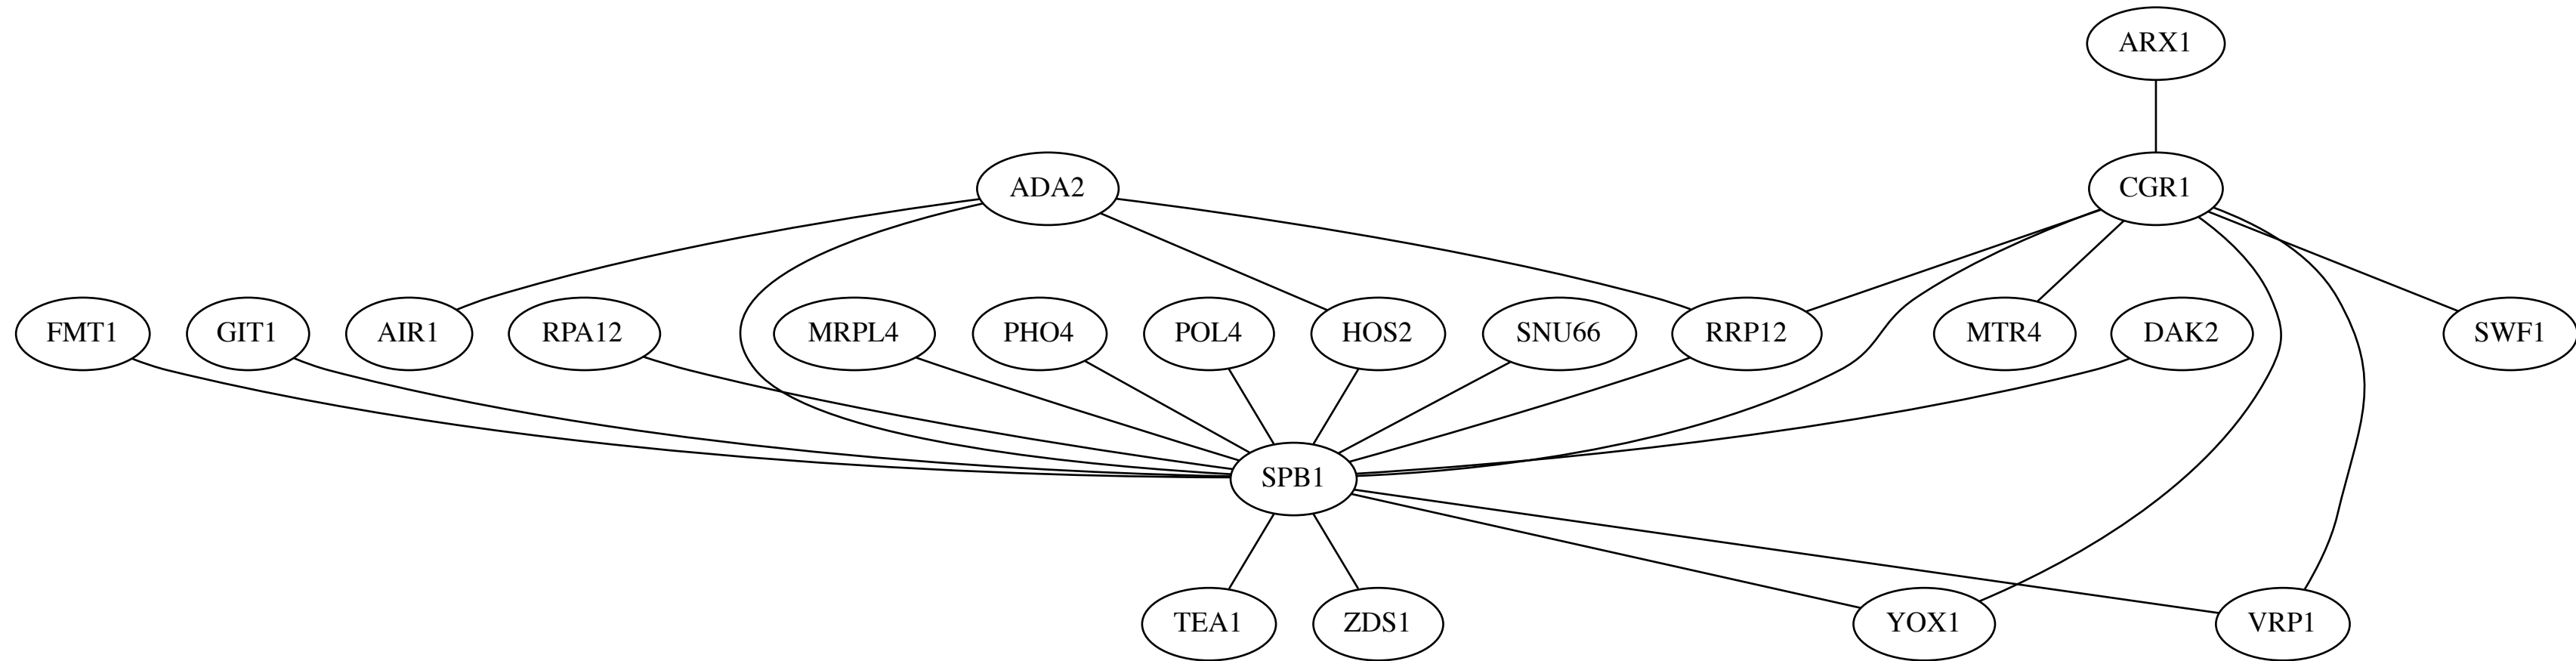 ARX1
ADA2
CGR1
FMT1
GIT1
AIR1
RPA12
MRPL4
PHO4
POL4
HOS2
SNU66
RRP12
MTR4
DAK2
SWF1
SPB1
TEA1
ZDS1
YOX1
VRP1